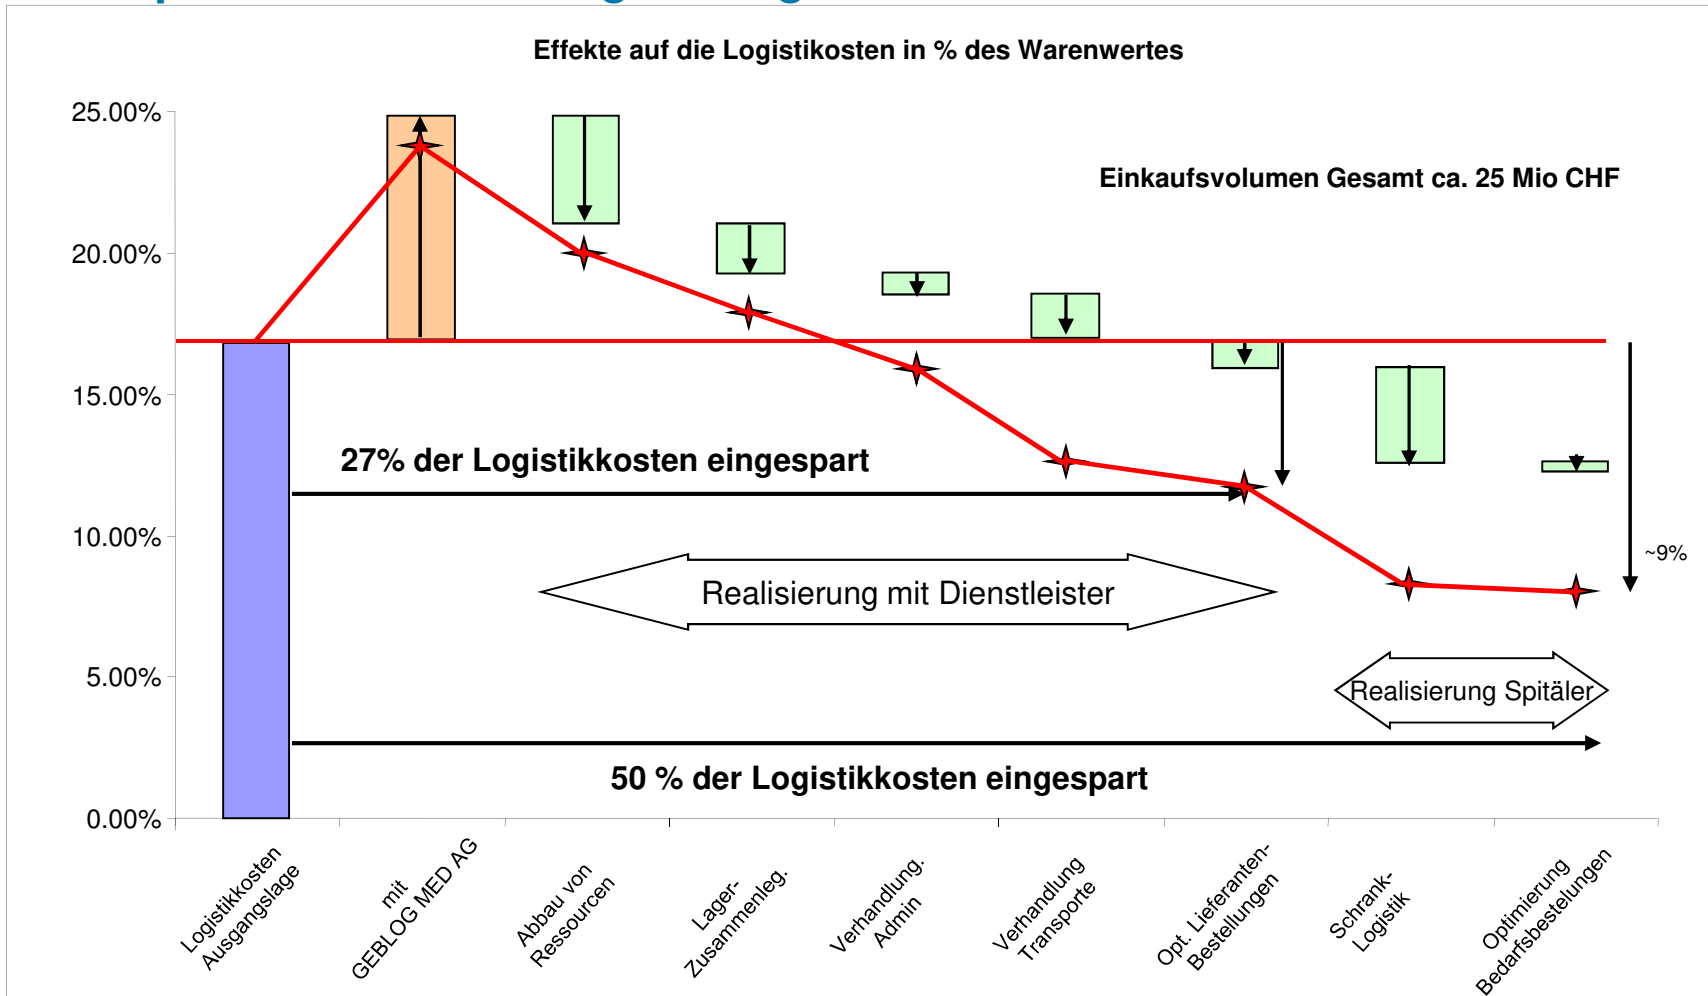 Effekte auf die Logistikosten in % des Warenwertes
25.00%
Einkaufsvolumen Gesamt ca. 25 Mio CHF
20.00%
15.00%
27% der Logistikkosten eingespart
10.00%
~9%
Realisierung mit Dienstleister
5.00%
Realisierung Spitäler
50 % der Logistikkosten eingespart
0.00%
Logistikkosten
Ausgangslage
mit
GEBLOG MED AG
Abbau von
Ressourcen
Lager-
Zusammenleg.
Verhandlung.
Admin
Verhandlung
Transporte
Opt. Lieferanten-
Bestellungen
Schrank-
Logistik
Optimierung
Bedarfsbestellungen